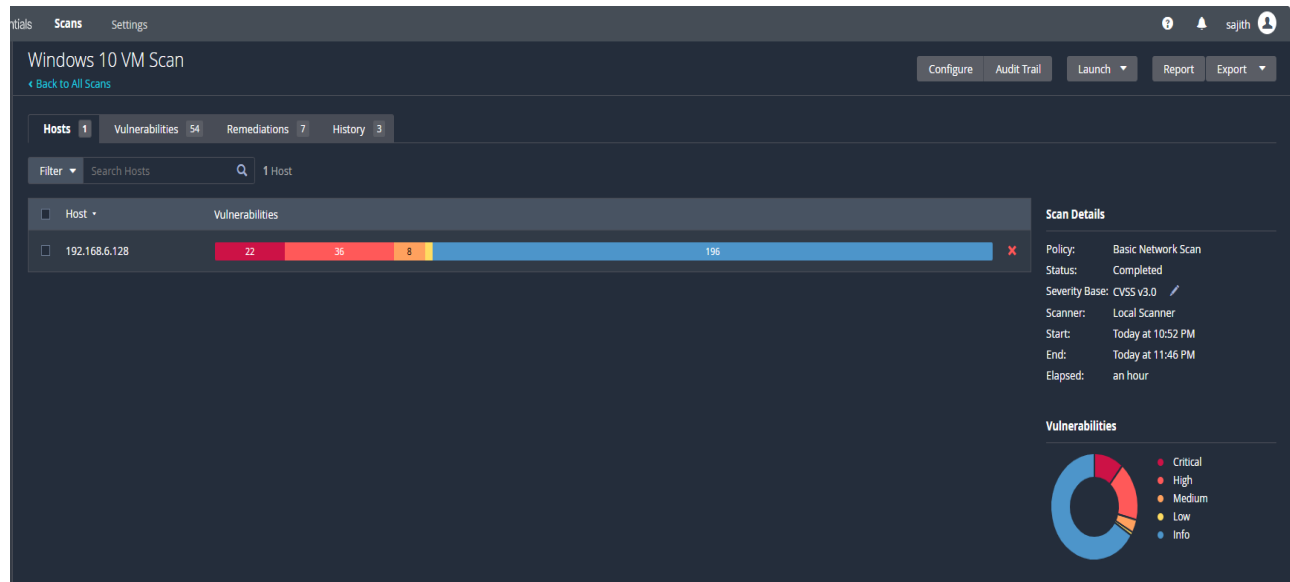 Scans Settings sajith
Windows 10 VM Scan
Back to All Scans
Configure Audit Trail Launch Report Export
Hosts 1 Vulnerabilities 54 Remediations 7 History 3
Filter Search Hosts 1 Host
Host Vulnerabilities
192.168.6.128 22 36 8 196
Scan Details
Policy: Basic Network Scan
Status: Completed
Severity Base: CVSS v3.0
Scanner: Local Scanner
Start: Today at 10:52 PM
End: Today at 11:46 PM
Elapsed: an hour
Vulnerabilities
Critical
High
Medium
Low
Info